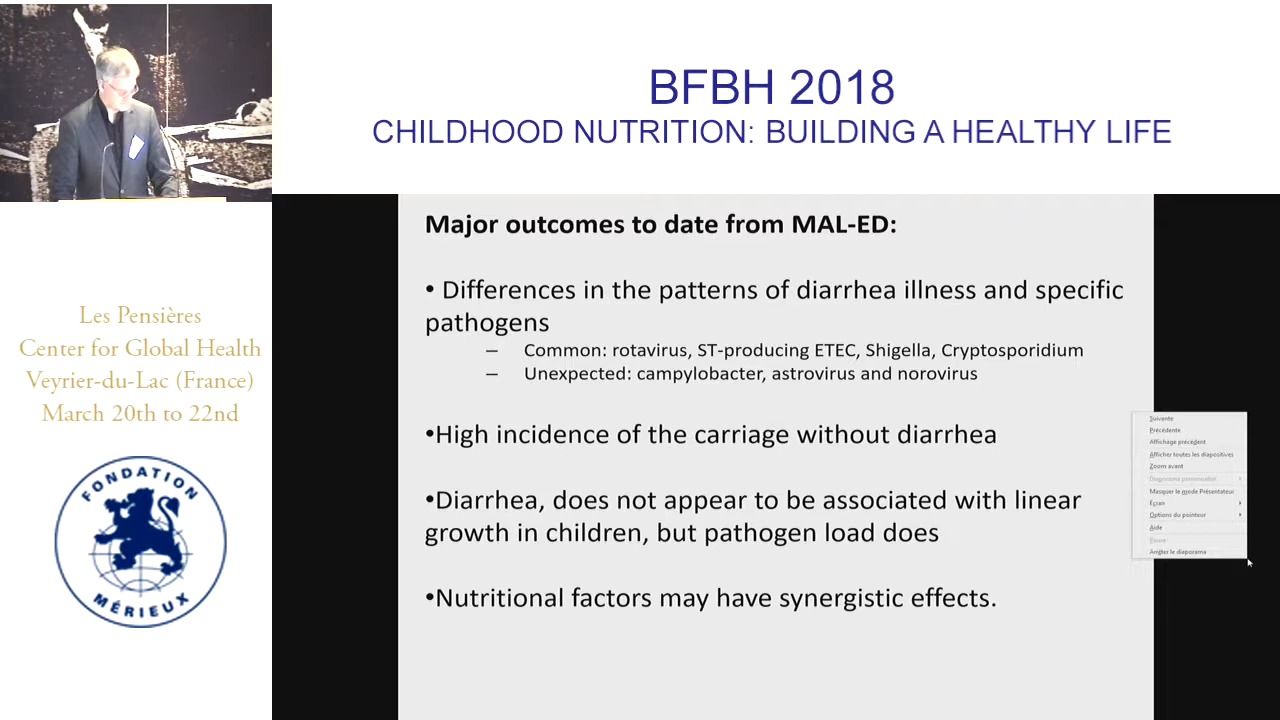 BFBH 2018
CHILDHOOD NUTRITION: BUILDING A HEALTHY LIFE
Major outcomes to date from MAL-ED:
• Differences in the patterns of diarrhea illness and specific
pathogens
– Common: rotavirus, ST-producing ETEC, Shigella, Cryptosporidium
– Unexpected: campylobacter, astrovirus and norovirus
•High incidence of the carriage without diarrhea
•Diarrhea, does not appear to be associated with linear
growth in children, but pathogen load does
•Nutritional factors may have synergistic effects.
Les Pensières
Center for Global Health
Veyrier-du-Lac (France)
March 20th to 22nd
FONDATION
MÉRIEUX
Suivante
Précédente
Affichage précédent
Afficher toutes les diapositives
Zoom avant
Masquer le mode Présentateur
Écran
Options du pointeur
Aide
Pause
Arrêter le diaporama